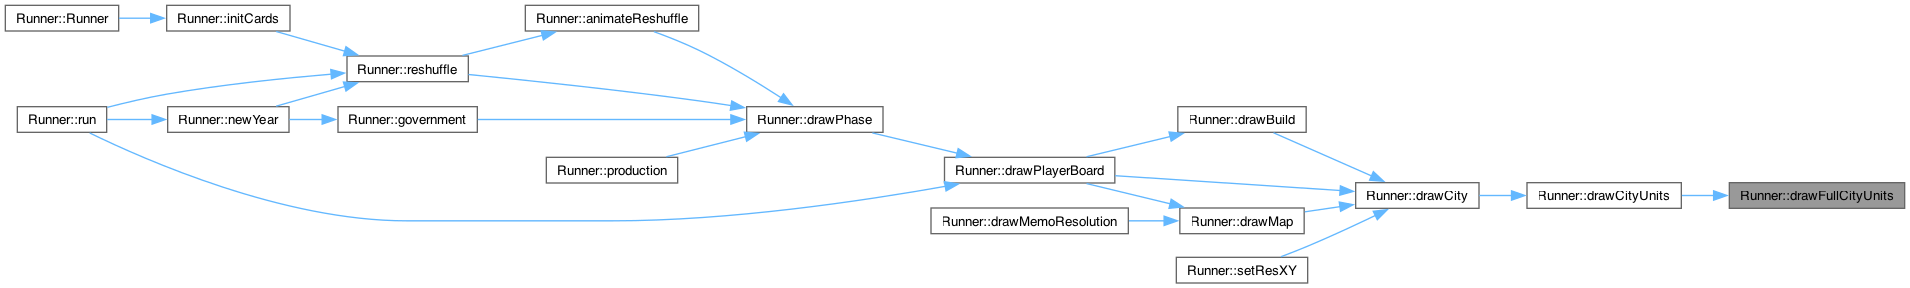 Runner::Runner
Runner::initCards
Runner::animateReshuffle
Runner::reshuffle
Runner::run
Runner::newYear
Runner::government
Runner::drawPhase
Runner::drawBuild
Runner::production
Runner::drawPlayerBoard
Runner::drawCity
Runner::drawCityUnits
Runner::drawFullCityUnits
Runner::drawMemoResolution
Runner::drawMap
Runner::setResXY